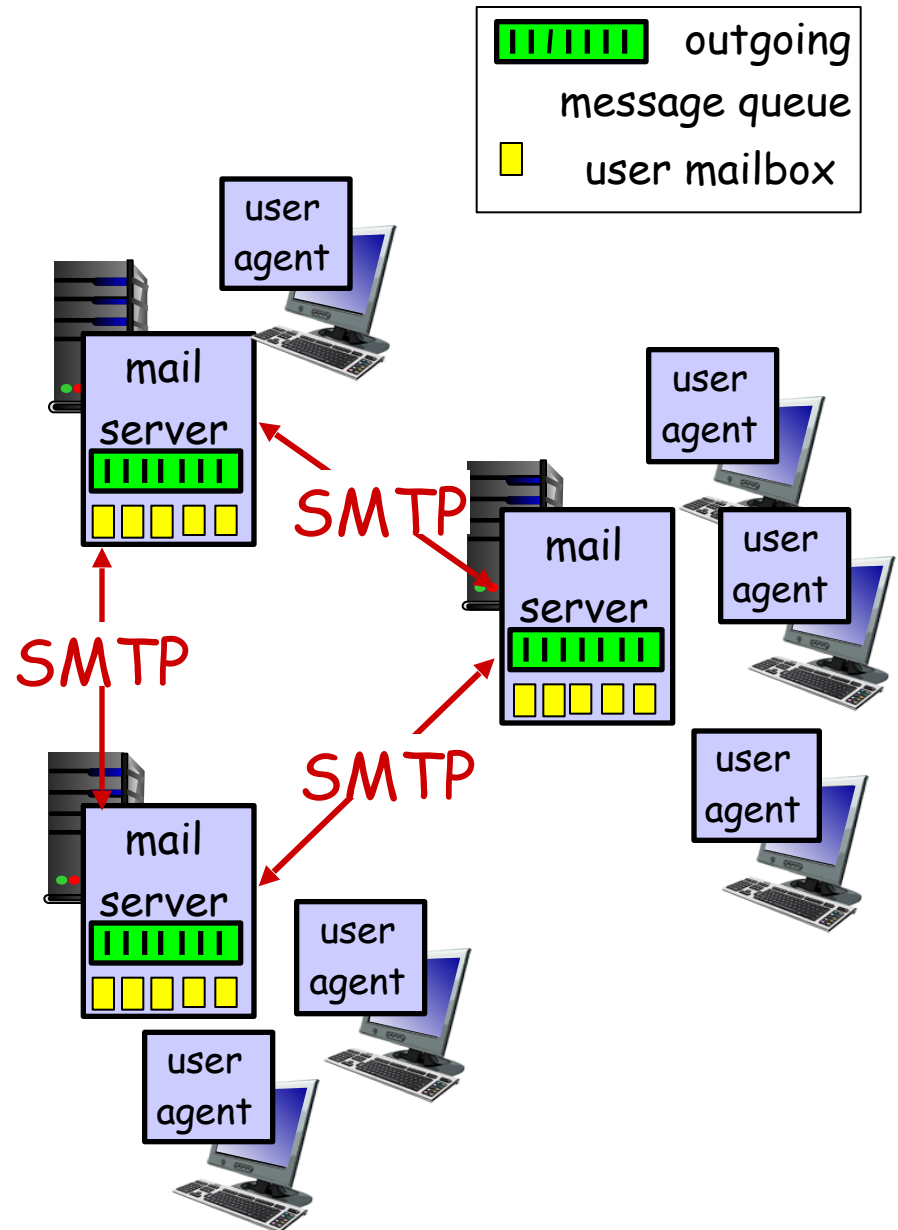 outgoing
message queue
user mailbox
user
agent
mail
server
user
agent
SMTP
mail
server
user
agent
SMTP
SMTP
user
agent
mail
server
user
agent
user
agent